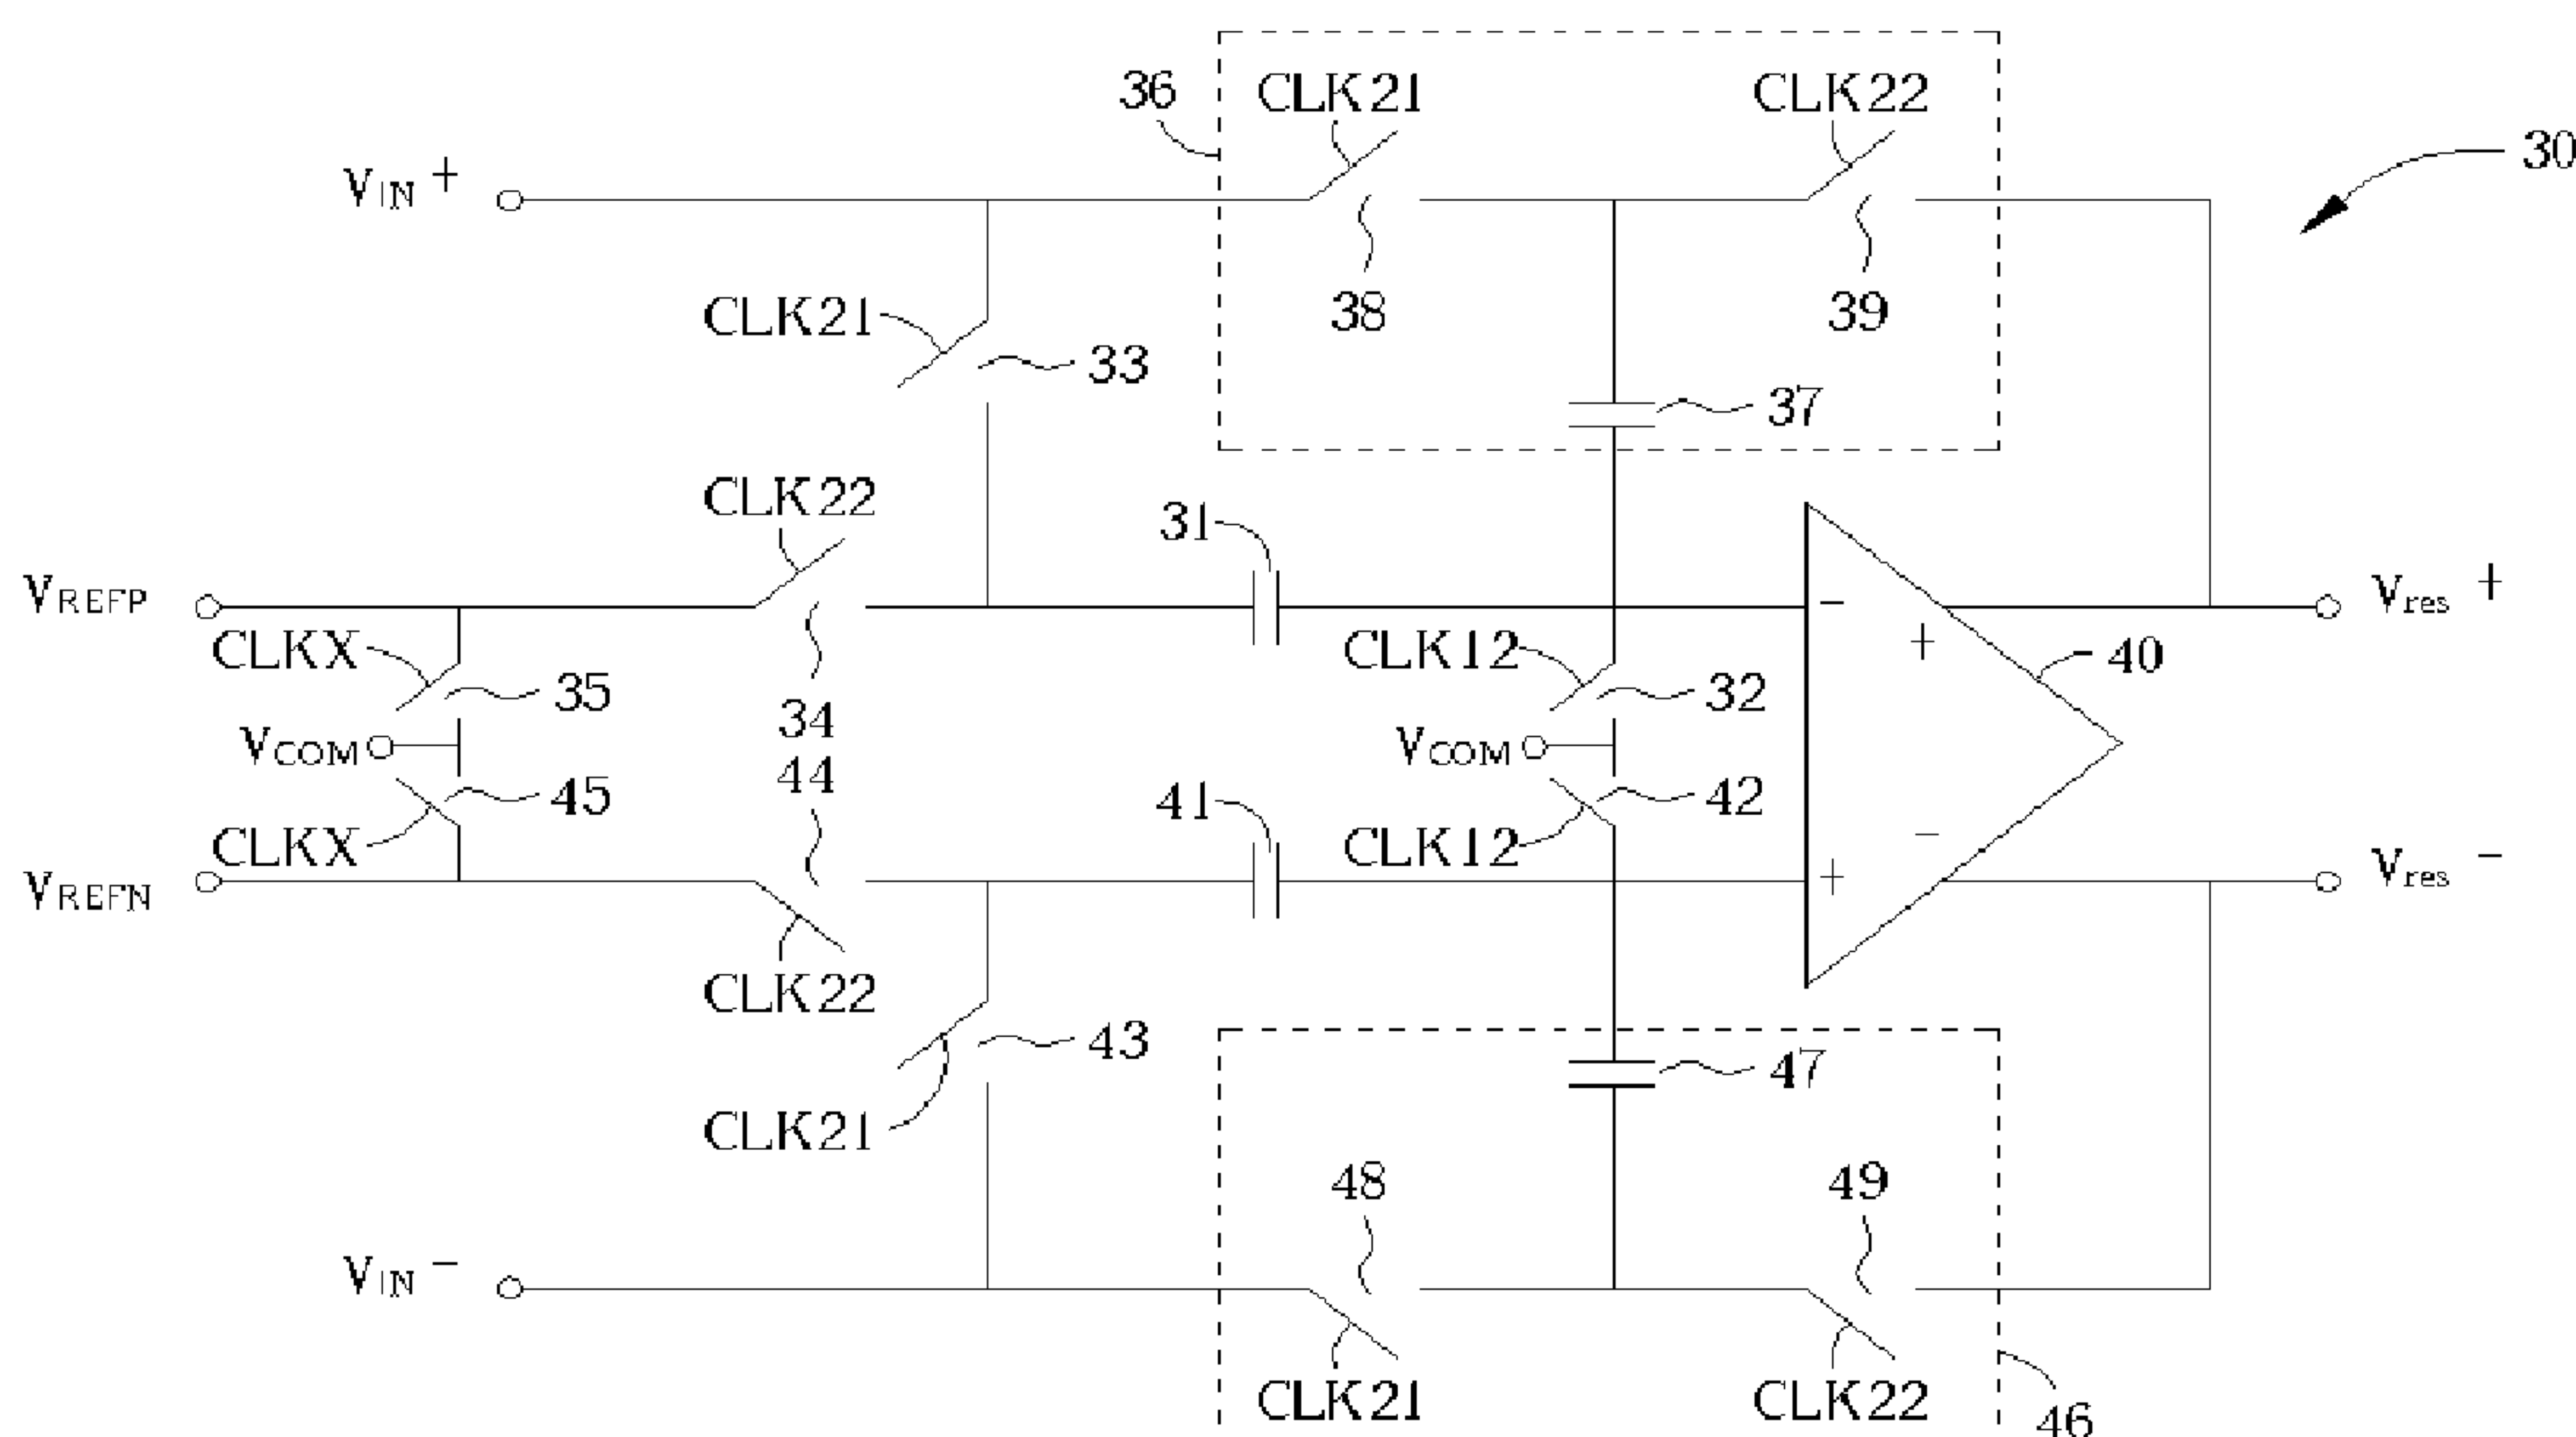 36
CLK21
CLK22
30
VIN +
CLK21
33
38
39
37
CLK22
31
VREFP
Vres +
CLKX
35
34
CLK12
32
40
VCOM
VCOM
44
45
41
42
CLKX
CLK12
VREFN
Vres −
CLK22
43
47
CLK21
48
49
VIN −
CLK21
CLK22
46
− + − +